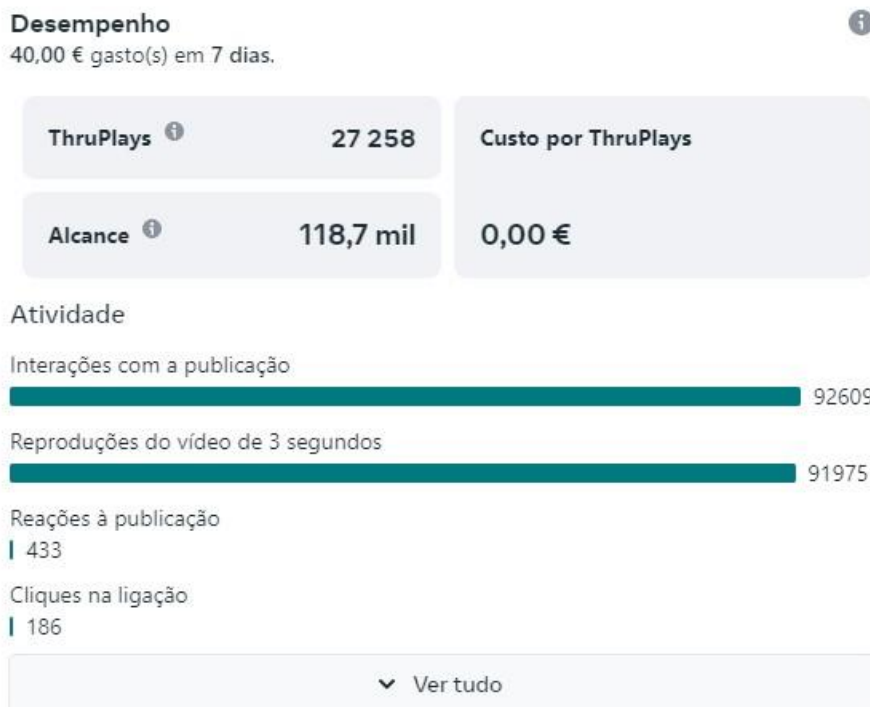 Desempenho
40,00 € gasto(s) em 7 dias.
ThruPlays 27 258
Alcance 118,7 mil
Custo por ThruPlays
0,00 €
Atividade
Interações com a publicação
92609
Reproduções do vídeo de 3 segundos
91975
Reações à publicação
433
Cliques na ligação
186
Ver tudo